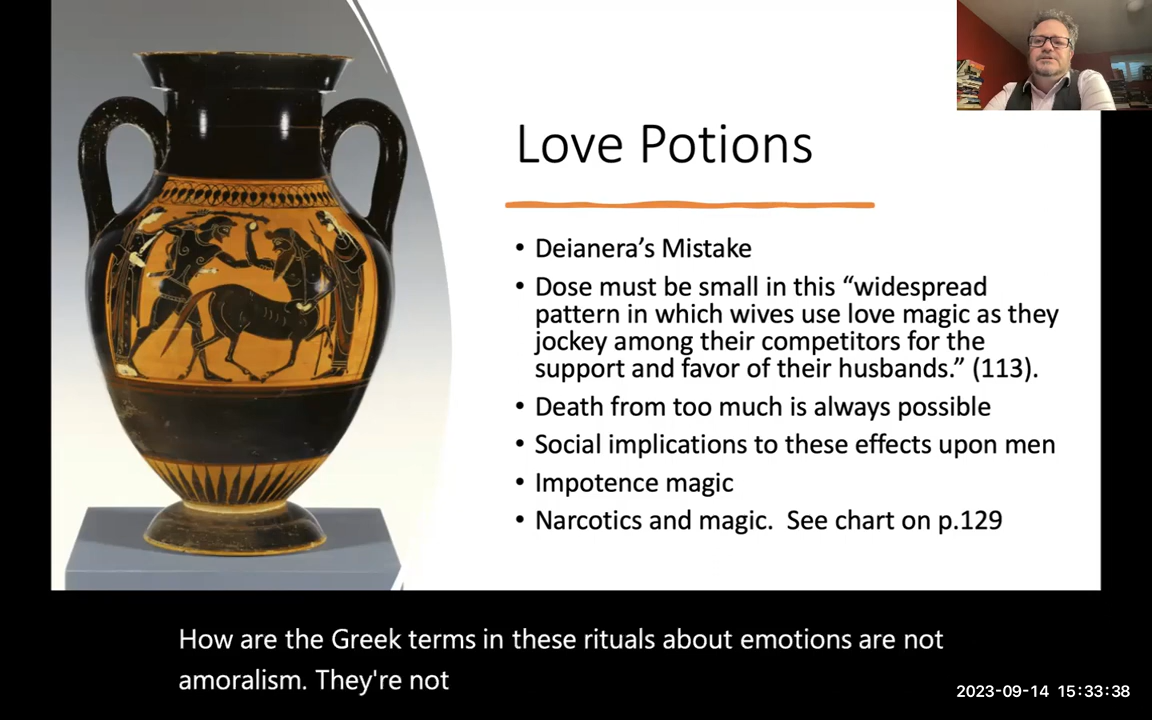 Love Potions
• Deianera’s Mistake
• Dose must be small in this “widespread
pattern in which wives use love magic as they
jockey among their competitors for the
support and favor of their husbands.” (113).
• Death from too much is always possible
• Social implications to these effects upon men
• Impotence magic
• Narcotics and magic.  See chart on p.129
How are the Greek terms in these rituals about emotions are not
amoralism. They're not
2023-09-14 15:33:38